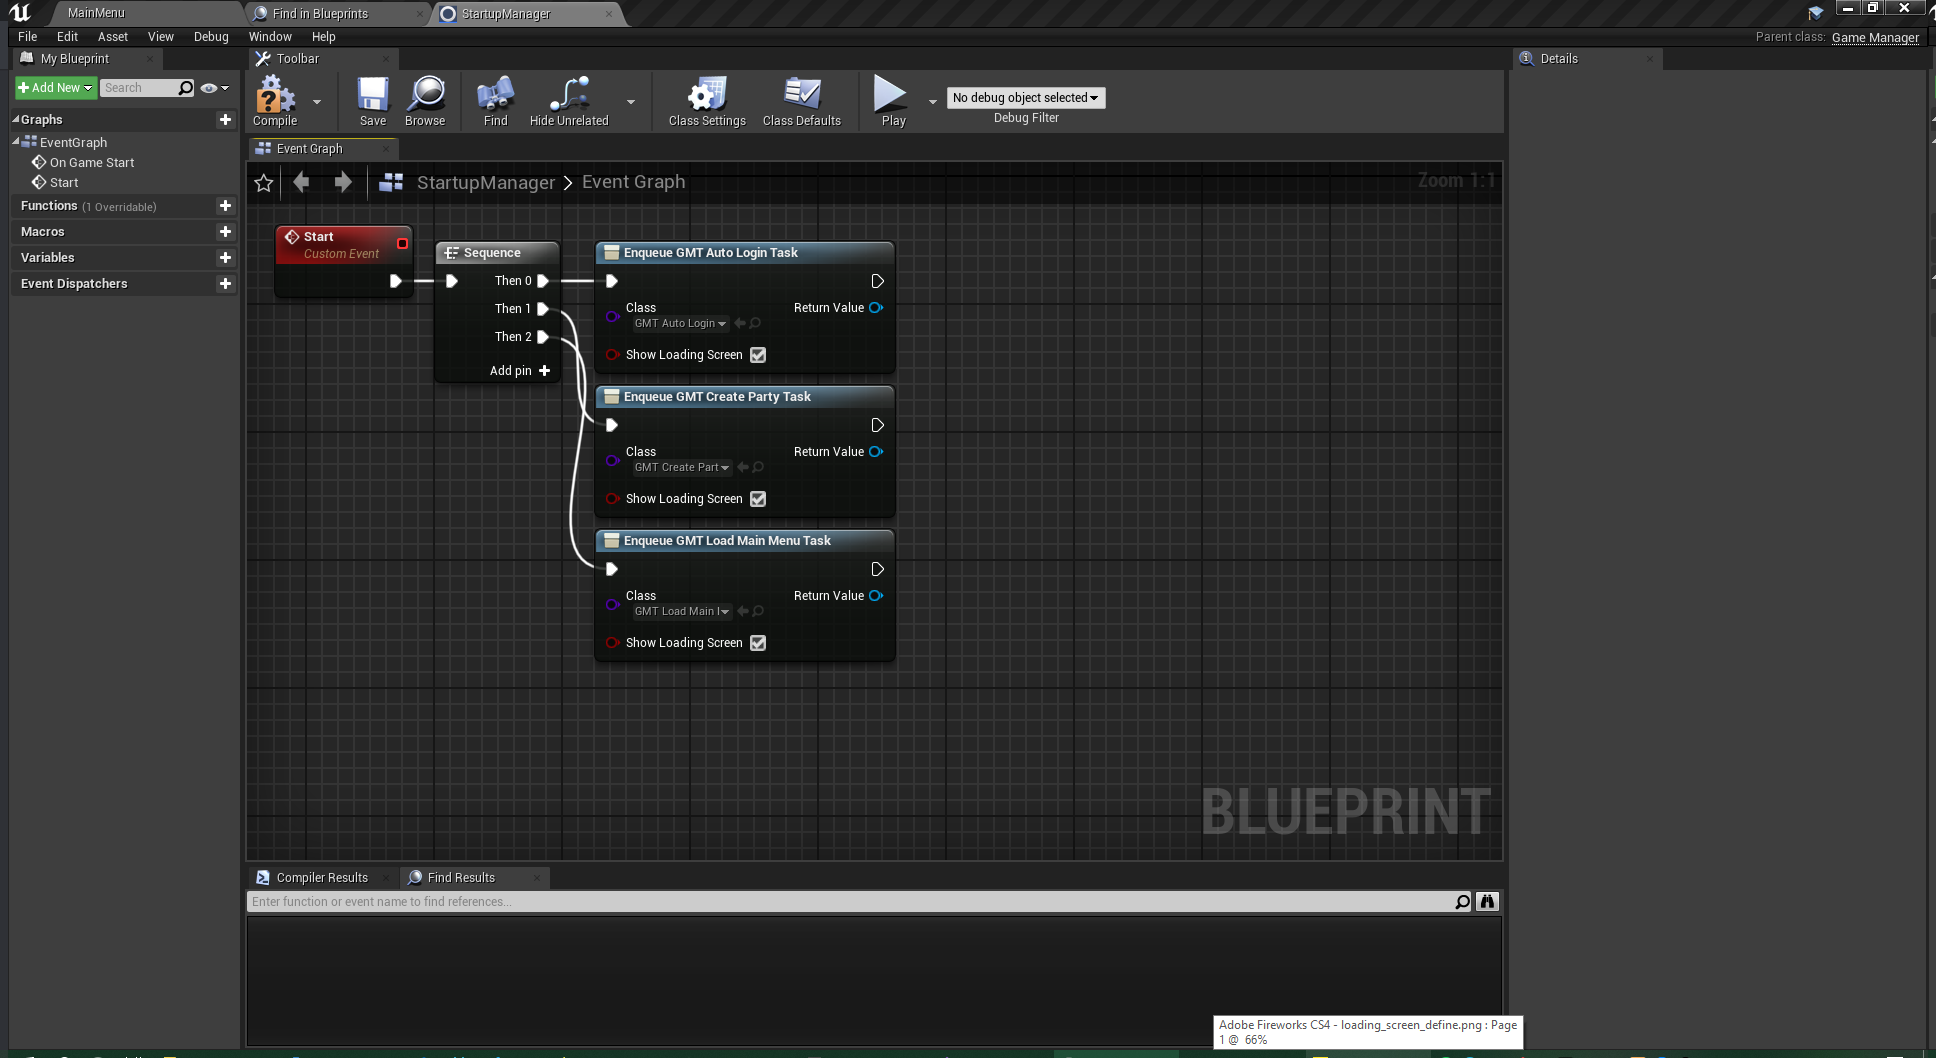 MainMenu
Find in Blueprints
StartupManager
File Edit Asset View Debug Window Help
Parent class: Game Manager
My Blueprint
Toolbar
Details
Add New
Search
Compile
Save
Browse
Find
Hide Unrelated
Class Settings
Class Defaults
Play
No debug object selected
Debug Filter
Graphs
EventGraph
On Game Start
Start
Functions (1 Overridable)
Macros
Variables
Event Dispatchers
Event Graph
StartupManager > Event Graph
Zoom 1:1
Start
Custom Event
Sequence
Then 0
Then 1
Then 2
Add pin
Enqueue GMT Auto Login Task
Class
Return Value
GMT Auto Login
Show Loading Screen
Enqueue GMT Create Party Task
Class
Return Value
GMT Create Part
Show Loading Screen
Enqueue GMT Load Main Menu Task
Class
Return Value
GMT Load Main I
Show Loading Screen
BLUEPRINT
Compiler Results
Find Results
Enter function or event name to find references...
Adobe Fireworks CS4 - loading_screen_define.png : Page
1 @ 66%